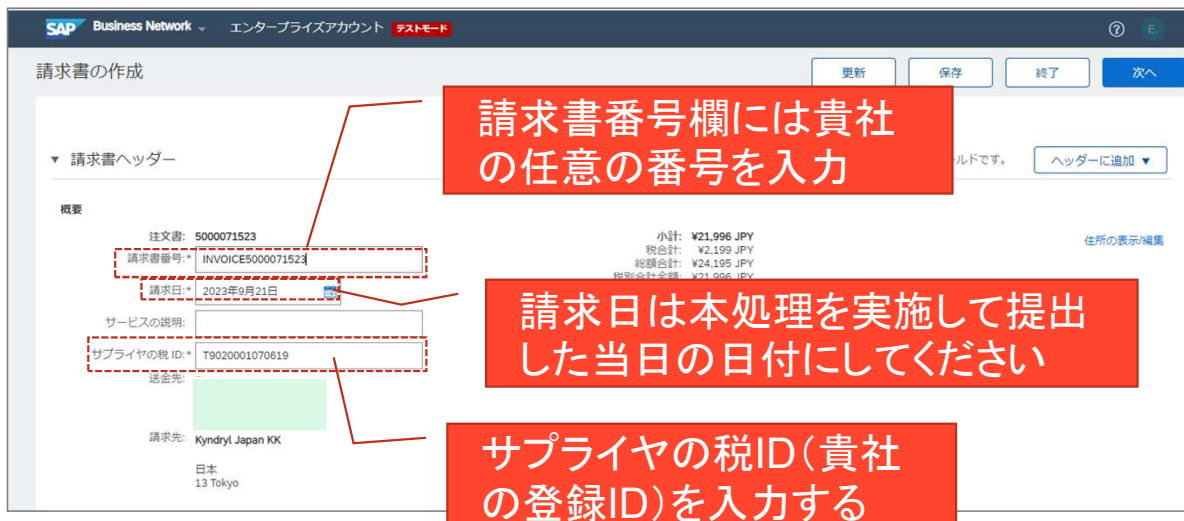 SAP Business Network エンタープライズアカウント テストモード
請求書の作成 更新 保存 終了 次へ
請求書番号欄には貴社
の任意の番号を入力
▼ 請求書ヘッダー ルドです。 ヘッダーに追加 ▼
概要
注文書: 5000071523
請求書番号:* INVOICE5000071523
請求日:* 2023年9月21日
サービスの説明:
サプライヤの税 ID:* T9020001070619
送金先: –
請求先: Kyndryl Japan KK
日本
13 Tokyo
小計: ¥21,996 JPY
税合計: ¥2,199 JPY
総額合計: ¥24,195 JPY
税別合計金額: ¥21,996 JPY
住所の表示/編集
請求日は本処理を実施して提出
した当日の日付にしてください
サプライヤの税ID(貴社
の登録ID)を入力する